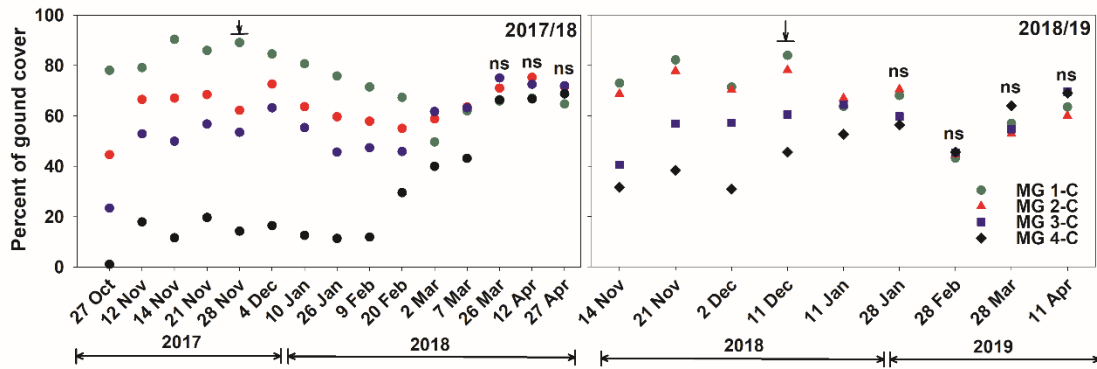 Percent of gound cover
100
80
60
40
20
0
2017/18
ns
ns
ns
27 Oct
12 Nov
14 Nov
21 Nov
28 Nov
4 Dec
10 Jan
26 Jan
9 Feb
20 Feb
2 Mar
7 Mar
26 Mar
12 Apr
27 Apr
2017
2018
2018/19
ns
ns
ns
ns
MG 1-C
MG 2-C
MG 3-C
MG 4-C
14 Nov
21 Nov
2 Dec
11 Dec
11 Jan
28 Jan
28 Feb
28 Mar
11 Apr
2018
2019